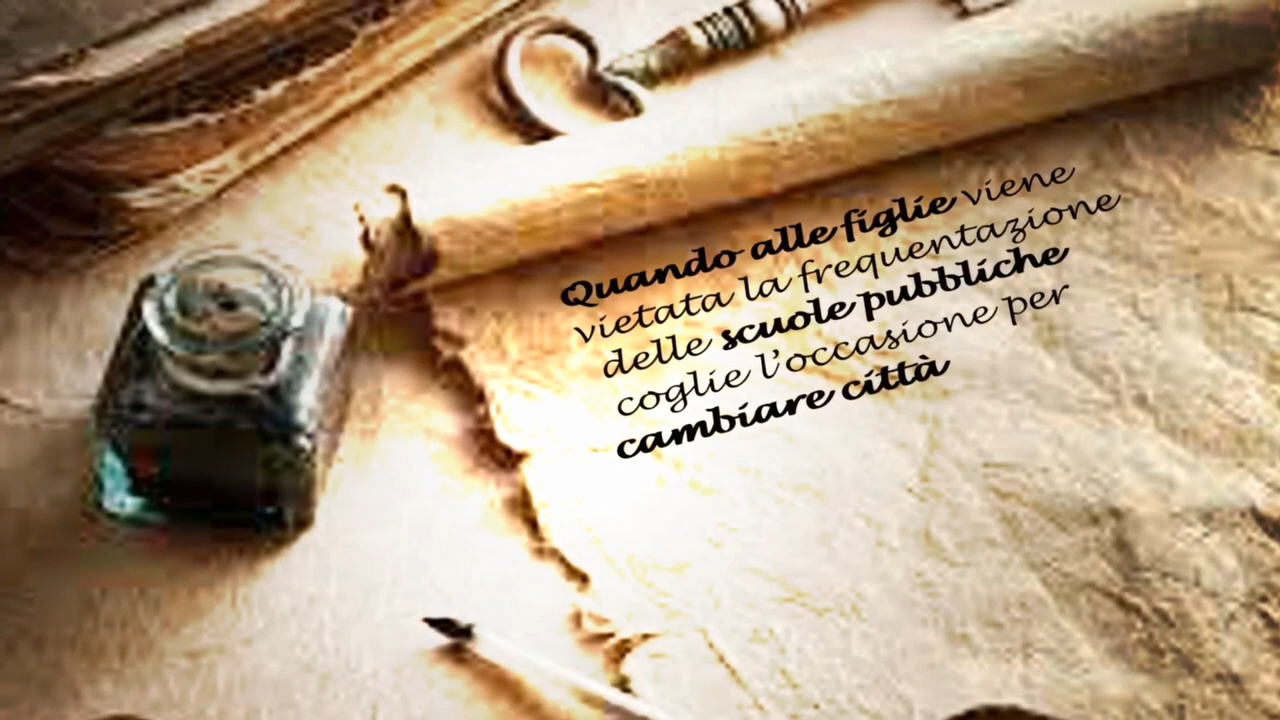 Quando alle figlie viene
vietata la frequentazione
delle scuole pubbliche
coglie l'occasione per
cambiare città